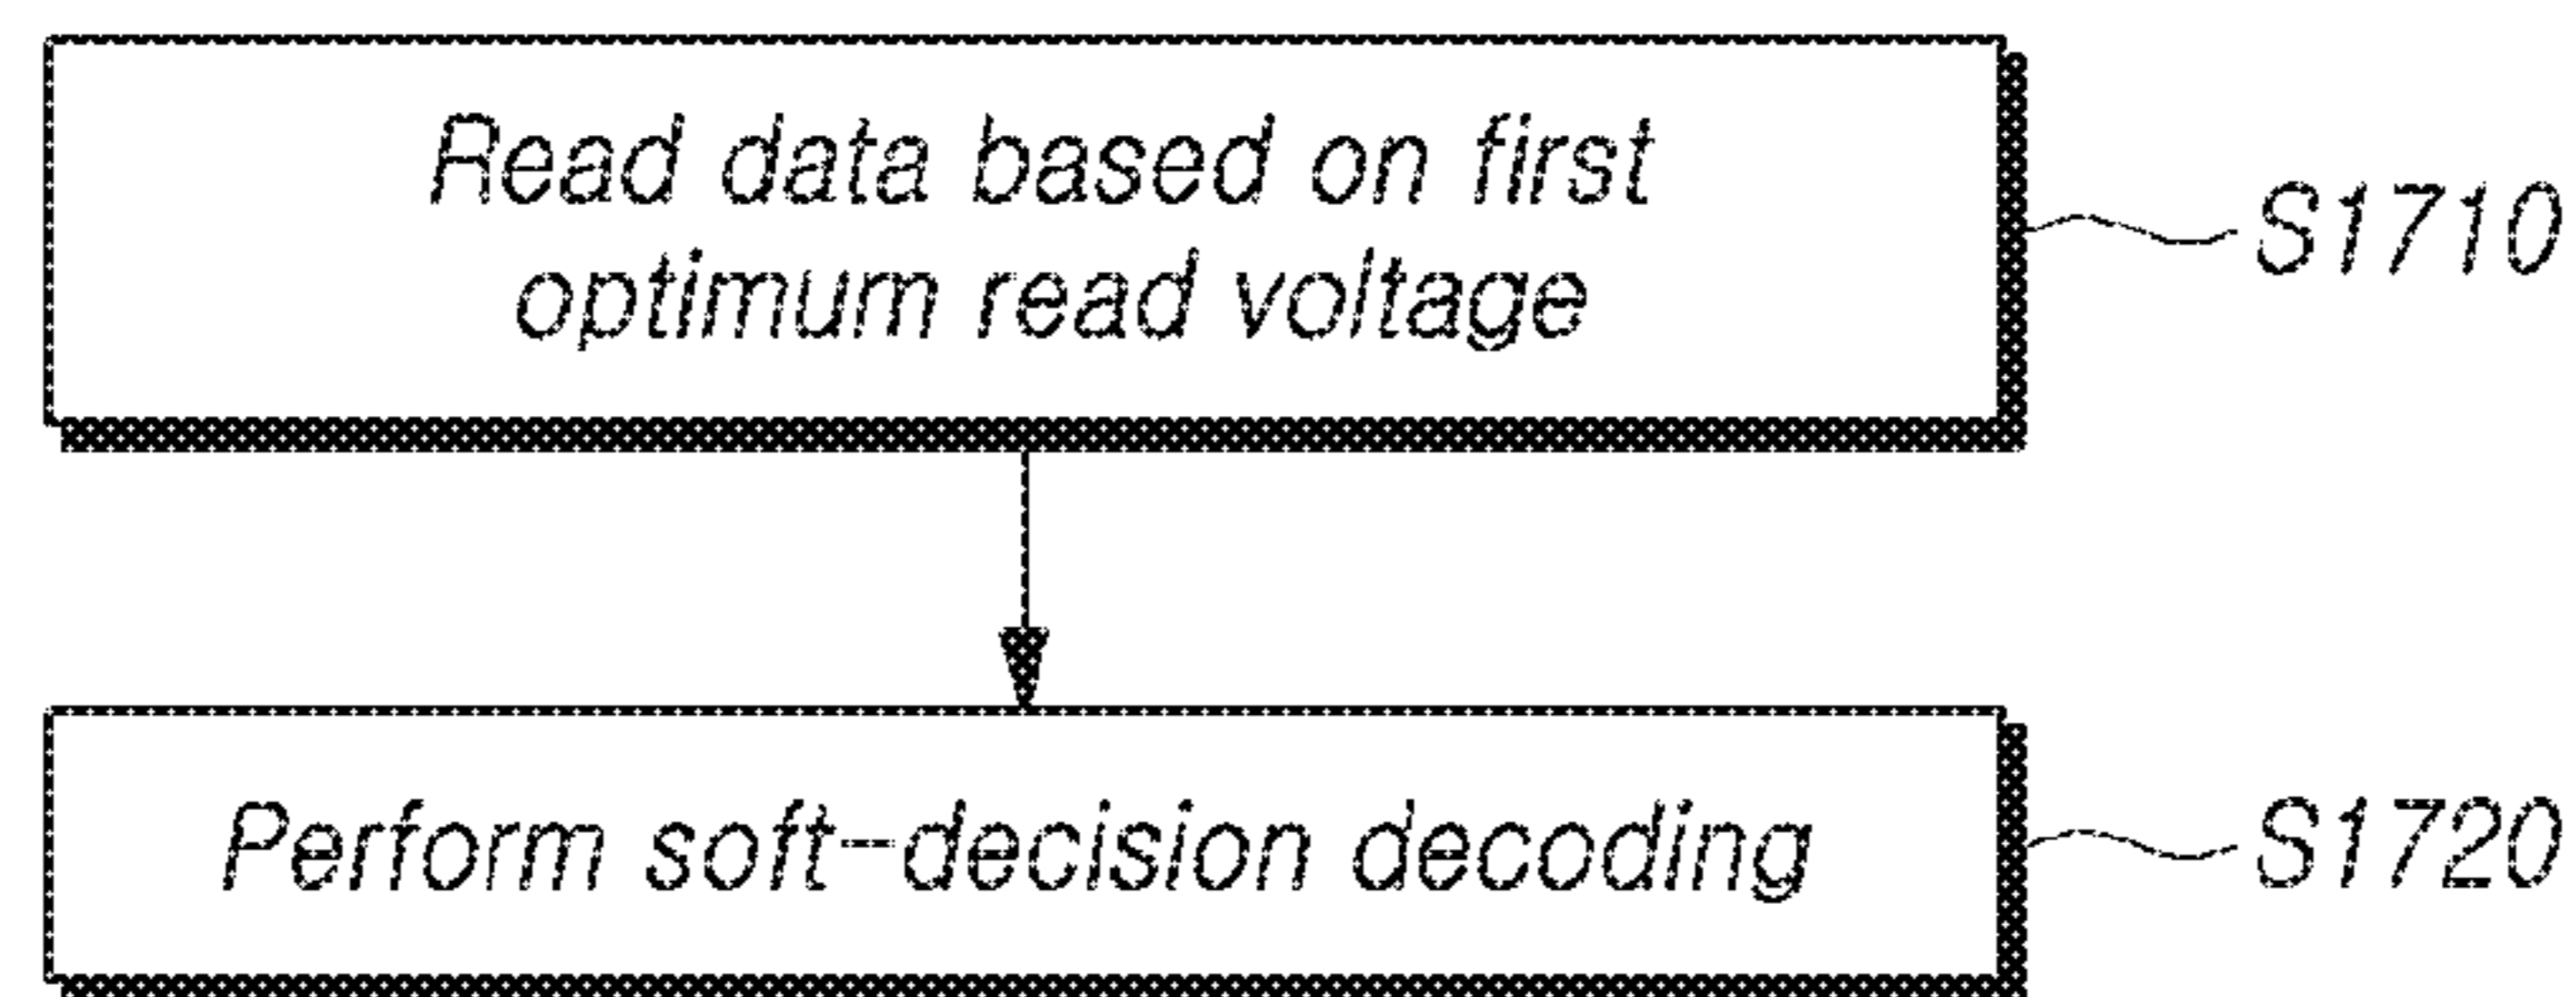 Read data based on first
optimum read voltage
S1710
Perform soft-decision decoding
S1720